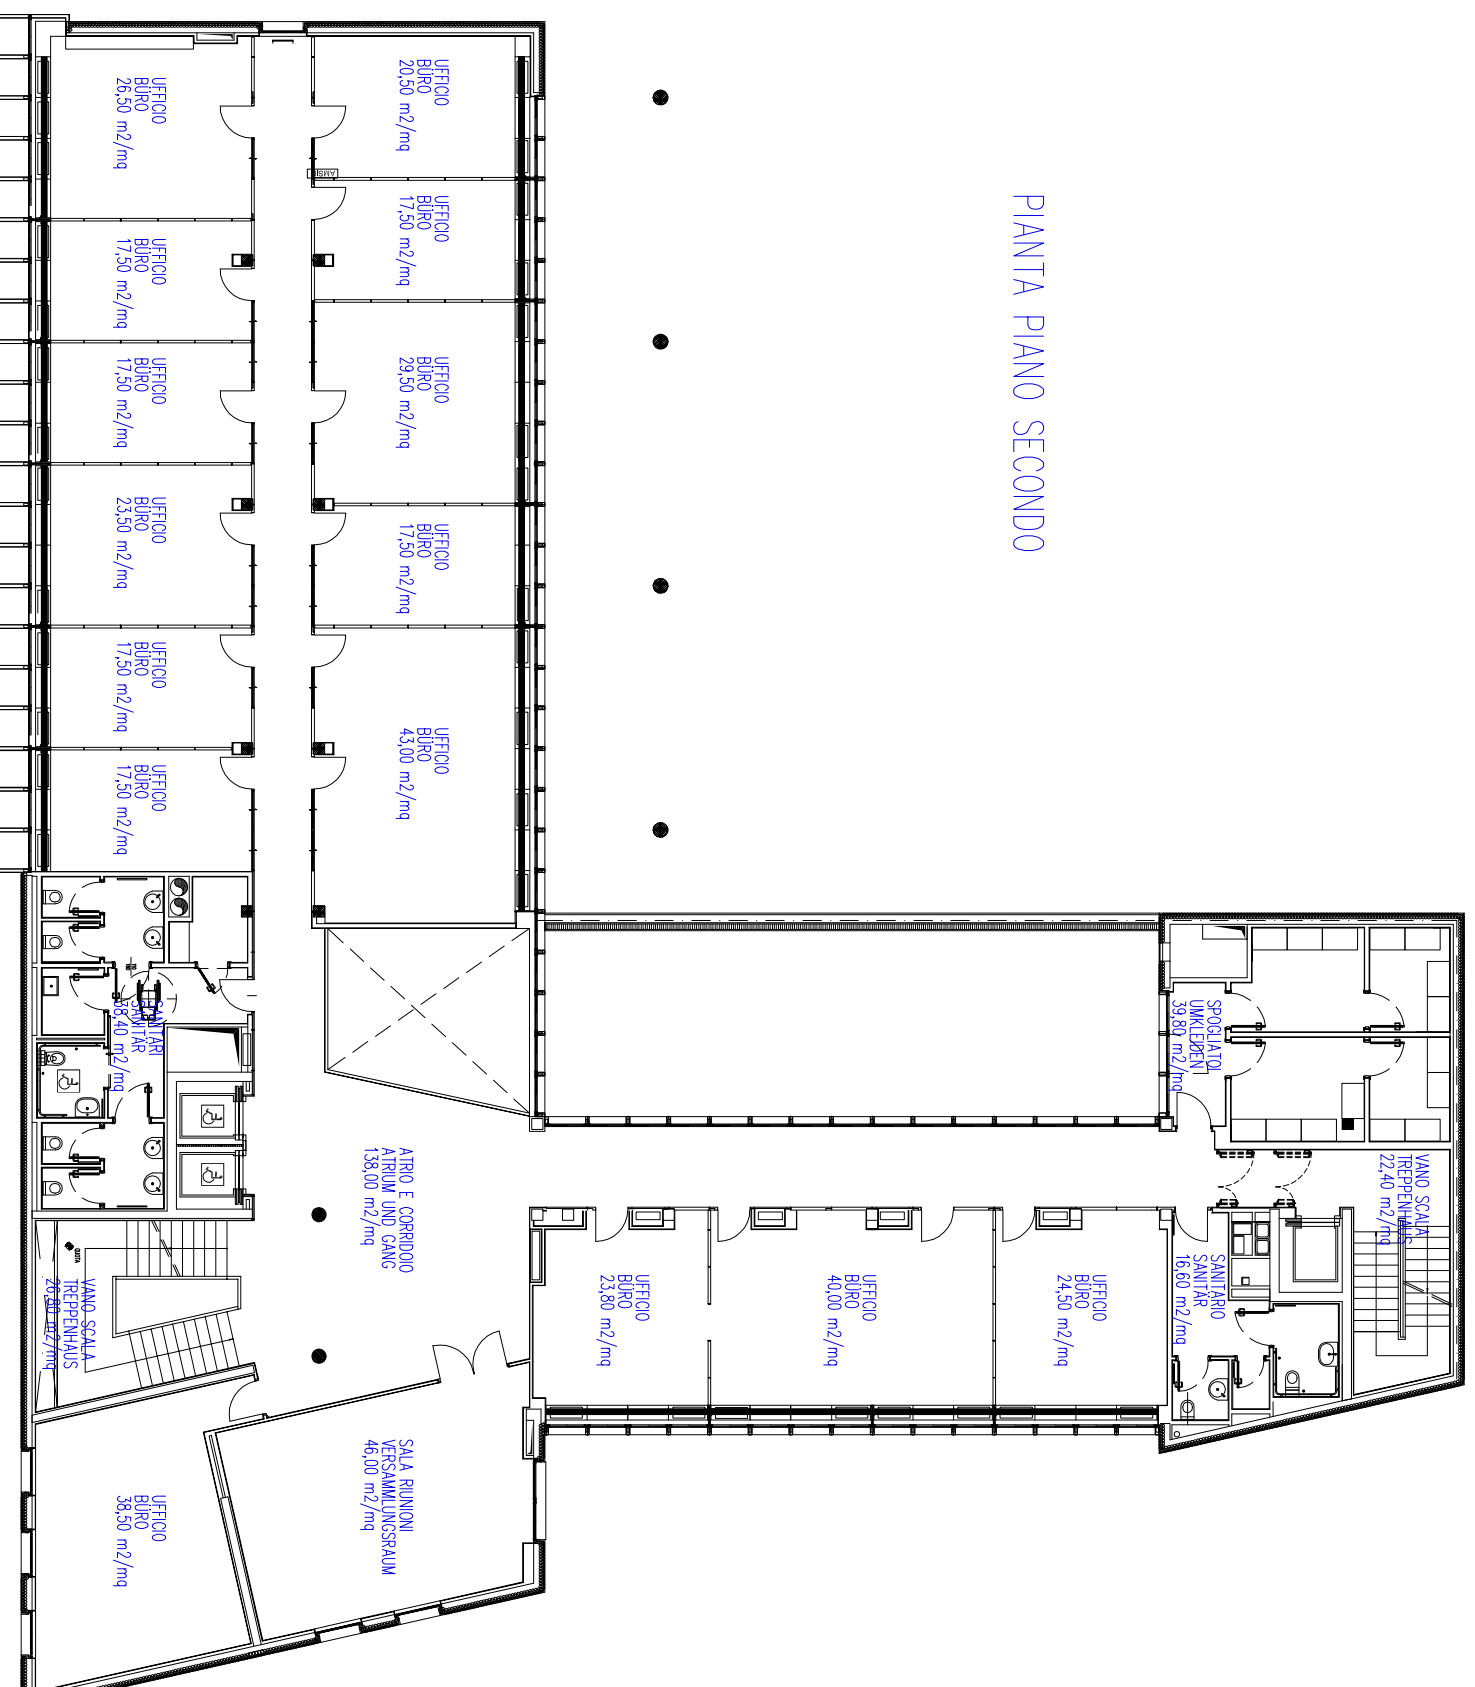 PIANTA PIANO SECONDO
UFFICIO
BÜRO
20,50 m2/mq
UFFICIO
BÜRO
17,50 m2/mq
UFFICIO
BÜRO
29,50 m2/mq
UFFICIO
BÜRO
17,50 m2/mq
UFFICIO
BÜRO
43,00 m2/mq
UFFICIO
BÜRO
26,50 m2/mq
UFFICIO
BÜRO
17,50 m2/mq
UFFICIO
BÜRO
17,50 m2/mq
UFFICIO
BÜRO
23,50 m2/mq
UFFICIO
BÜRO
17,50 m2/mq
UFFICIO
BÜRO
17,50 m2/mq
SANITARI
SANITÄR
38,40 m2/mq
SPOGLIATOI
UMKLEIDEN
39,80 m2/mq
VANO SCALA
TREPPENHAUS
22,40 m2/mq
ATRIO E CORRIDOIO
ATRIUM UND GANG
138,00 m2/mq
UFFICIO
BÜRO
23,80 m2/mq
UFFICIO
BÜRO
40,00 m2/mq
UFFICIO
BÜRO
24,50 m2/mq
SANITARIO
SANITÄR
16,60 m2/mq
QUOTA
VANO SCALA
TREPPENHAUS
26,80 m2/mq
SALA RIUNIONI
VERSAMMLUNGSRAUM
46,00 m2/mq
UFFICIO
BÜRO
38,50 m2/mq